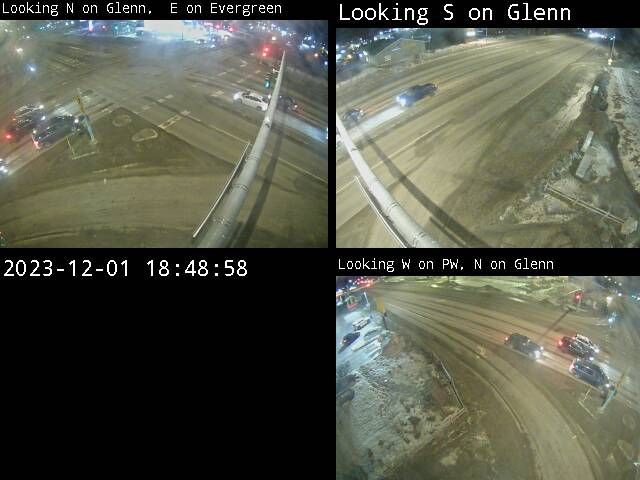 Looking N on Glenn,  E on Evergreen
Looking S on Glenn
2023-12-01 18:48:58
Looking W on PW, N on Glenn